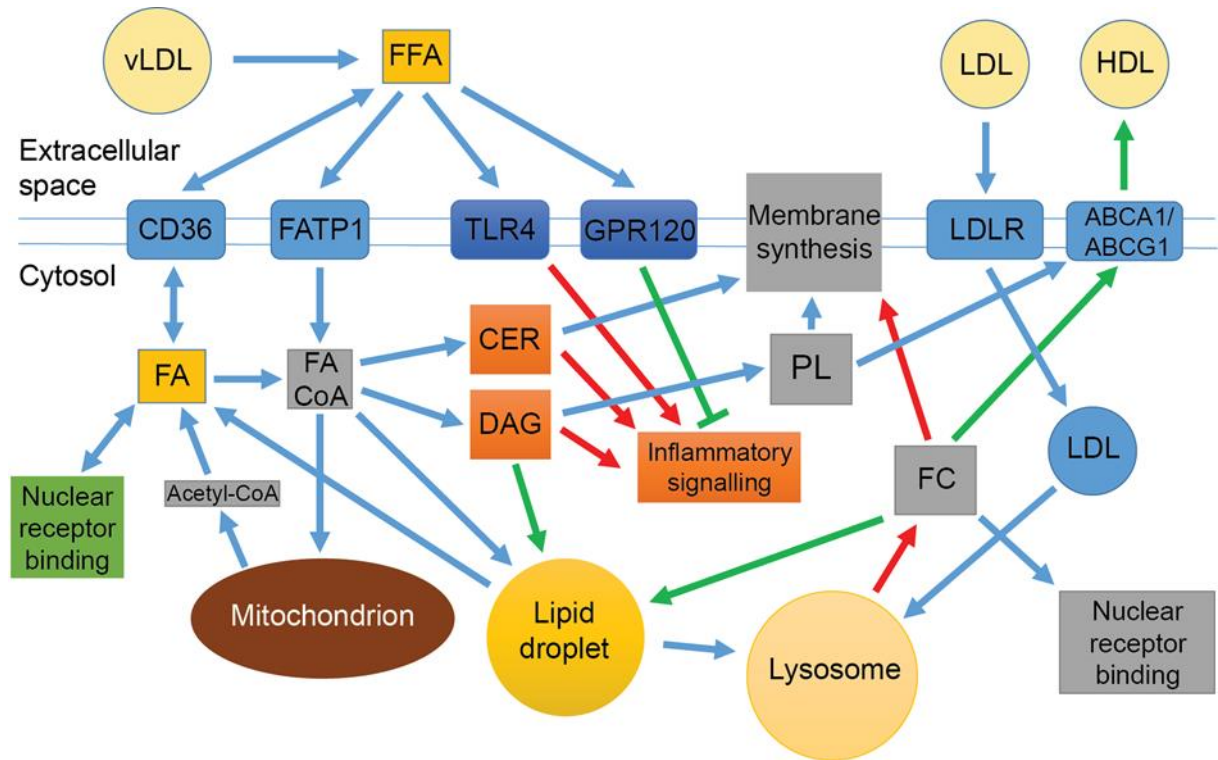 vLDL
FFA
LDL
HDL
Extracellular
space
CD36
FATP1
TLR4
GPR120
Membrane
synthesis
LDLR
ABCA1/
ABCG1
Cytosol
FA
FA
CoA
CER
DAG
PL
Inflammatory
signalling
FC
LDL
Nuclear
receptor
binding
Acetyl-CoA
Mitochondrion
Lipid
droplet
Lysosome
Nuclear
receptor
binding